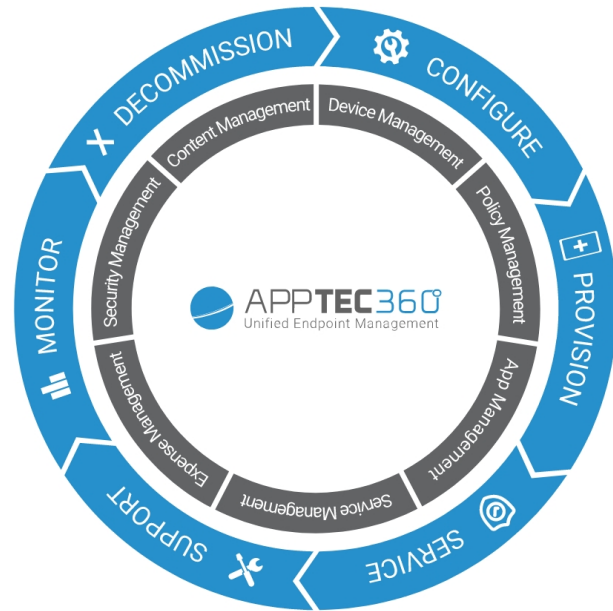 DECOMMISSION
CONFIGURE
PROVISION
SERVICE
SUPPORT
MONITOR
Content Management
Device Management
Policy Management
App Management
Service Management
Expense Management
Security Management
APPTEC360°
Unified Endpoint Management